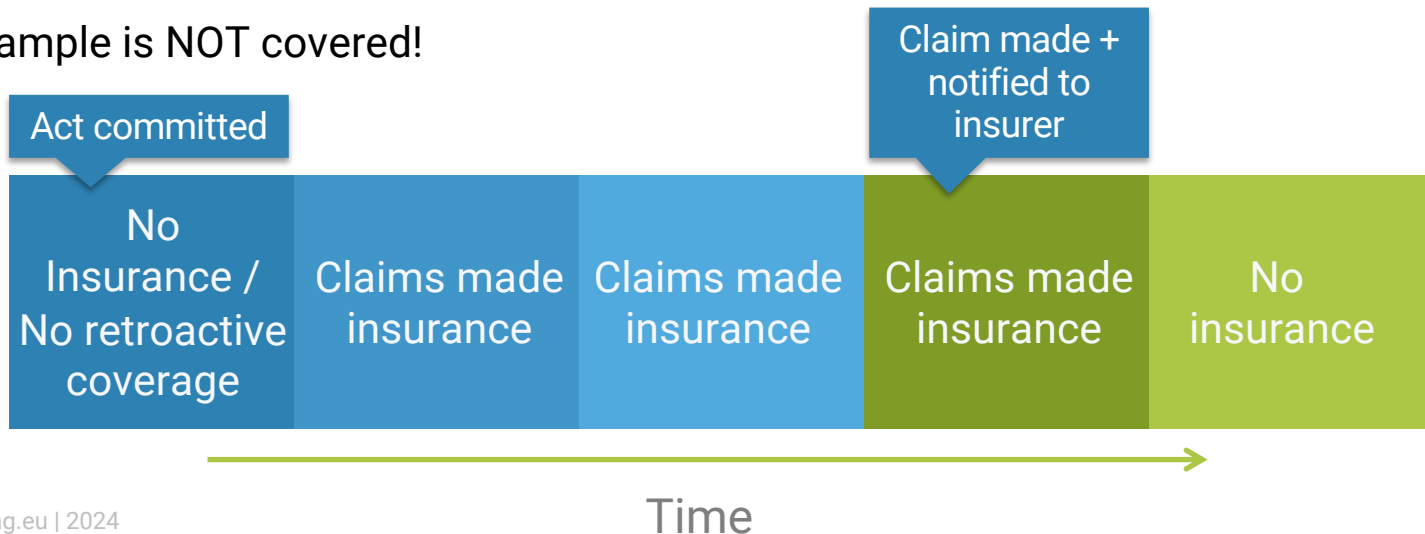 ample is NOT covered!
Claim made +
notified to
insurer
Act committed
No
Insurance /
No retroactive
coverage
Claims made
insurance
Claims made
insurance
Claims made
insurance
No
insurance
Time
g.eu | 2024